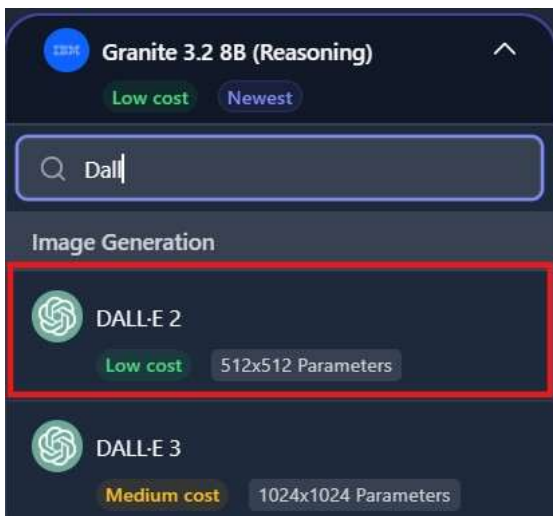 IBM
Granite 3.2 8B (Reasoning)
Low cost Newest
Dall
Image Generation
DALL·E 2
Low cost 512x512 Parameters
DALL·E 3
Medium cost 1024x1024 Parameters